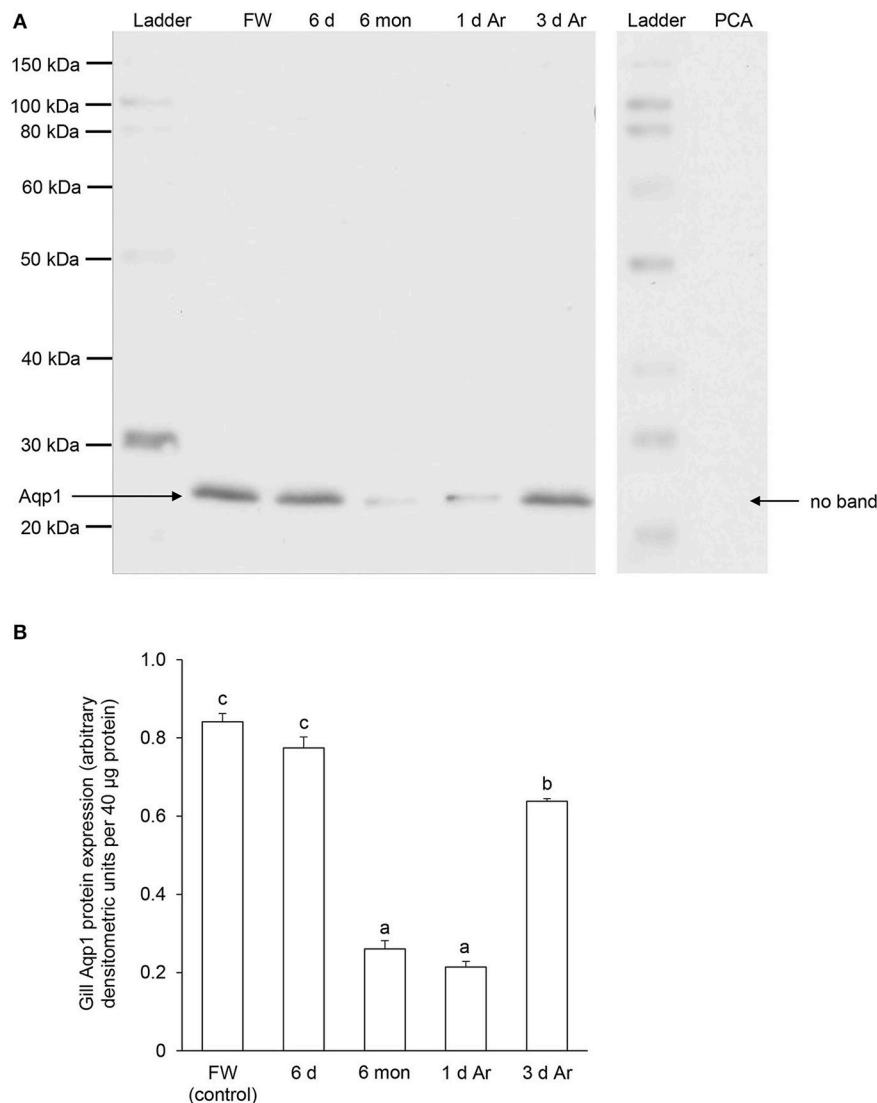 A
Ladder FW 6 d 6 mon 1 d Ar 3 d Ar Ladder PCA
150 kDa
100 kDa
80 kDa
60 kDa
50 kDa
40 kDa
30 kDa
Aqp1 no band
20 kDa
B
Gill Aqp1 protein expression (arbitrary
densitometric units per 40 µg protein)
1.0
0.8
0.6
0.4
0.2
0
c
c
a
a
b
FW 6 d 6 mon 1 d Ar 3 d Ar
(control)